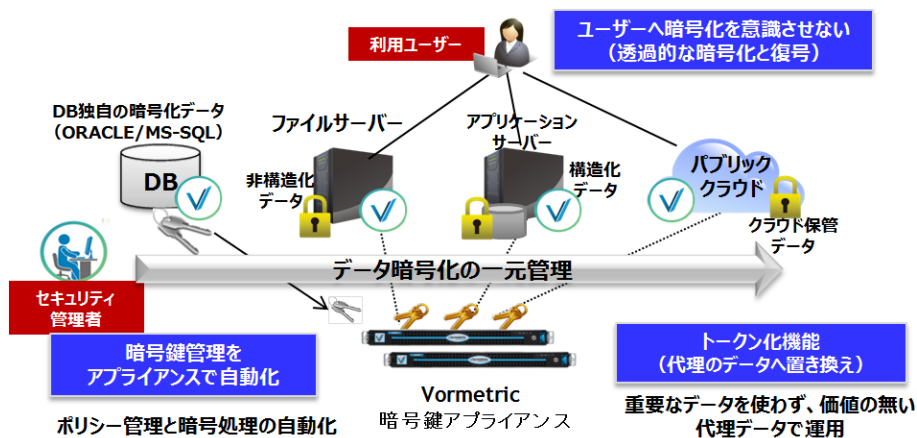 利用ユーザー
ユーザーへ暗号化を意識させない
（透過的な暗号化と復号）
DB独自の暗号化データ
（ORACLE/MS-SQL）
DB
ファイルサーバー
非構造化
データ
アプリケーション
サーバー
構造化
データ
パブリック
クラウド
クラウド保管
データ
データ暗号化の一元管理
セキュリティ
管理者
暗号鍵管理を
アプライアンスで自動化
ポリシー管理と暗号処理の自動化
Vormetric
暗号鍵アプライアンス
トークン化機能
（代理のデータへ置き換え）
重要なデータを使わず、価値の無い
代理データで運用